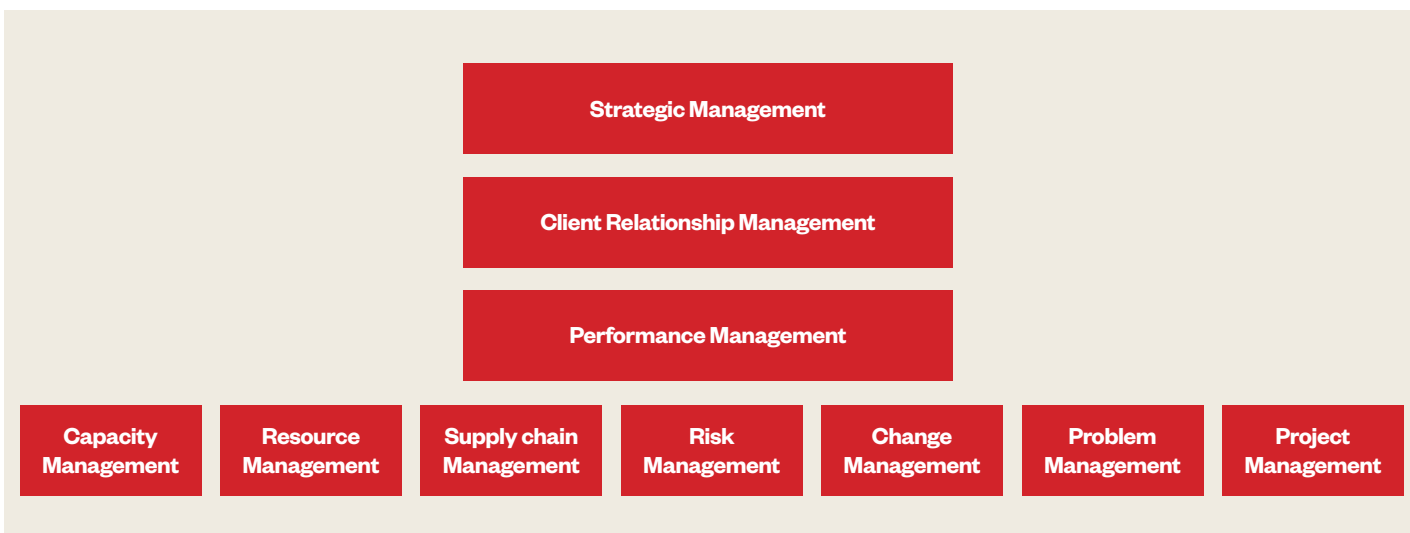 Strategic Management
Client Relationship Management
Performance Management
Capacity
Management
Resource
Management
Supply chain
Management
Risk
Management
Change
Management
Problem
Management
Project
Management